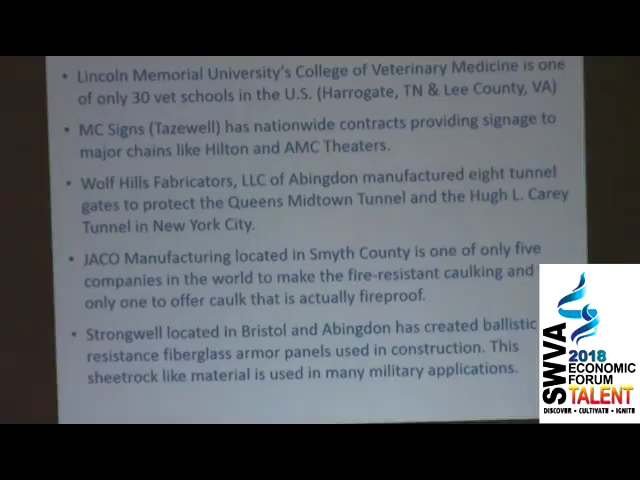 • Lincoln Memorial University's College of Veterinary Medicine is one
of only 30 vet schools in the U.S. (Harrogate, TN & Lee County, VA)
• MC Signs (Tazewell) has nationwide contracts providing signage to
major chains like Hilton and AMC Theaters.
• Wolf Hills Fabricators, LLC of Abingdon manufactured eight tunnel
gates to protect the Queens Midtown Tunnel and the Hugh L. Carey
Tunnel in New York City.
• JACO Manufacturing located in Smyth County is one of only five
companies in the world to make the fire-resistant caulking and
only one to offer caulk that is actually fireproof.
• Strongwell located in Bristol and Abingdon has created ballistic
resistance fiberglass armor panels used in construction. This
sheetrock like material is used in many military applications.
SWVA
2018
ECONOMIC
FORUM
TALENT
DISCOVER • CULTIVATE • IGNITE